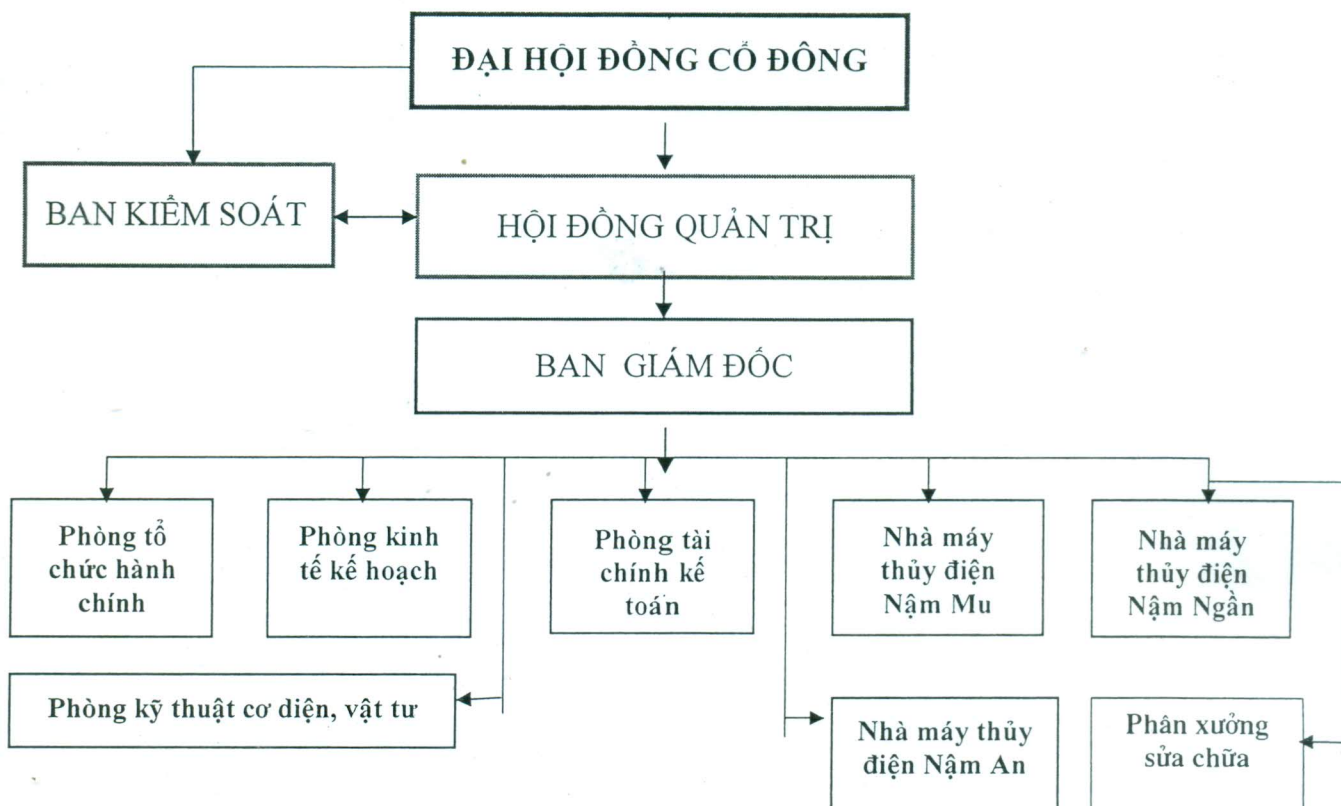 ĐẠI HỘI ĐỒNG CỔ ĐÔNG
BAN KIỂM SOÁT
HỘI ĐỒNG QUẢN TRỊ
BAN GIÁM ĐỐC
Phòng tổ
chức hành
chính
Phòng kinh
tế kế hoạch
Phòng tài
chính kế
toán
Nhà máy
thủy điện
Nậm Mu
Nhà máy
thủy điện
Nậm Ngần
Phòng kỹ thuật cơ diện, vật tư
Nhà máy thủy
điện Nậm An
Phân xưởng
sửa chữa